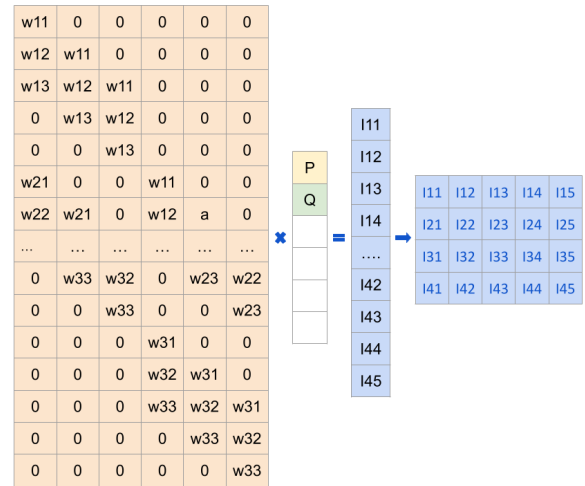 w11 0 0 0 0 0
w12 w11 0 0 0 0
w13 w12 w11 0 0 0
0 w13 w12 0 0 0
0 0 w13 0 0 0
w21 0 0 w11 0 0
w22 w21 0 w12 a 0
... ... ... ... ... ...
0 w33 w32 0 w23 w22
0 0 w33 0 0 w23
0 0 0 w31 0 0
0 0 0 w32 w31 0
0 0 0 w33 w32 w31
0 0 0 0 w33 w32
0 0 0 0 0 w33
×
P
Q
=
I11
I12
I13
I14
....
I42
I43
I44
I45
→
I11 I12 I13 I14 I15
I21 I22 I23 I24 I25
I31 I32 I33 I34 I35
I41 I42 I43 I44 I45